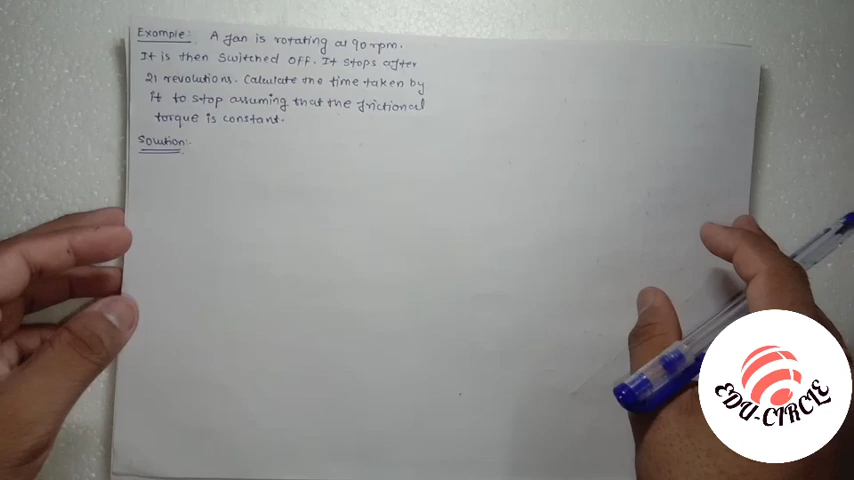 Example: A fan is rotating at 90 rpm.
It is then Switched OFF. It stops after
21 revolutions. Calculate the time taken by
it to stop assuming that the frictional
torque is constant.
Solution:
EDU-CIRCLE